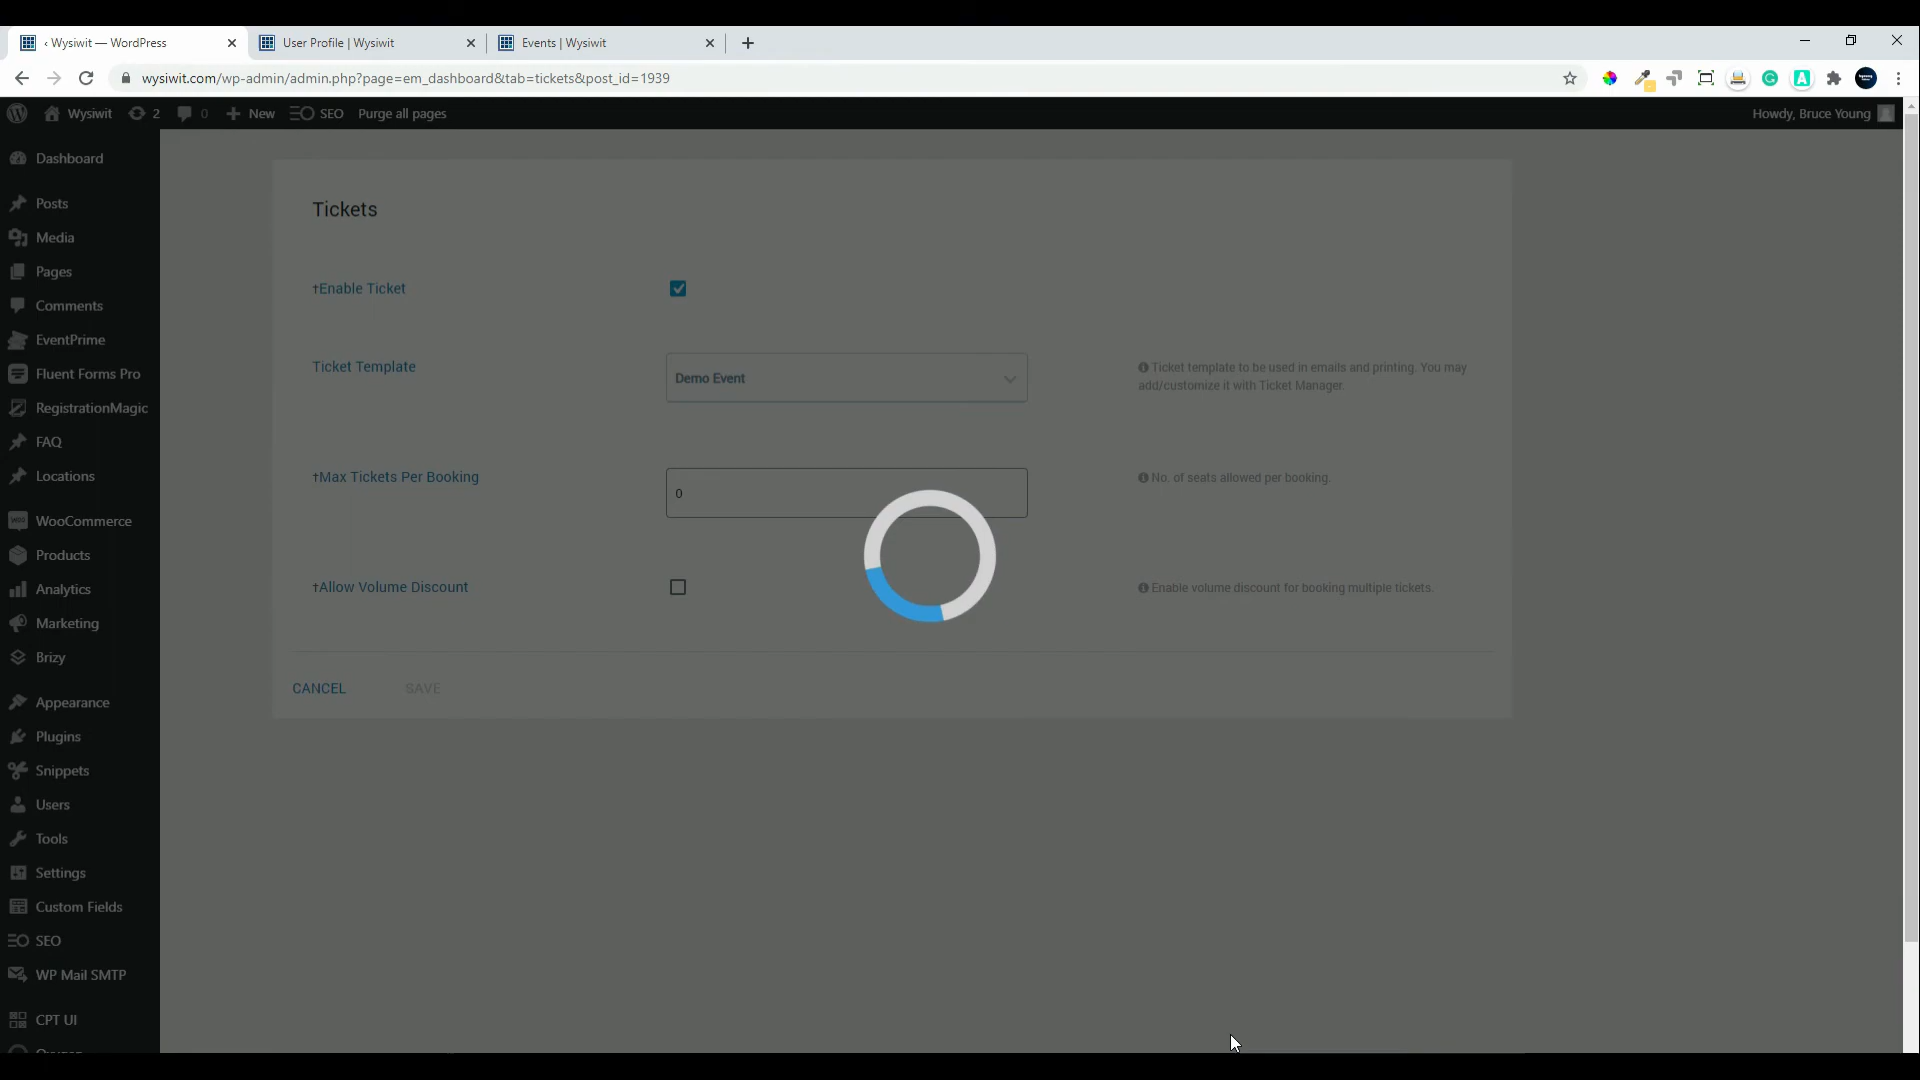 ‹ Wysiwit — WordPress
User Profile | Wysiwit
Events | Wysiwit
wysiwit.com/wp-admin/admin.php?page=em_dashboard&tab=tickets&post_id=1939
Wysiwit
2
0
New
SEO
Purge all pages
Howdy, Bruce Young
Dashboard
Posts
Media
Pages
Comments
EventPrime
Fluent Forms Pro
RegistrationMagic
FAQ
Locations
WooCommerce
Products
Analytics
Marketing
Brizy
Appearance
Plugins
Snippets
Users
Tools
Settings
Custom Fields
SEO
WP Mail SMTP
CPT UI
Tickets
†Enable Ticket
Ticket Template
Demo Event
Ticket template to be used in emails and printing. You may
add/customize it with Ticket Manager.
†Max Tickets Per Booking
0
No. of seats allowed per booking.
†Allow Volume Discount
Enable volume discount for booking multiple tickets.
CANCEL
SAVE